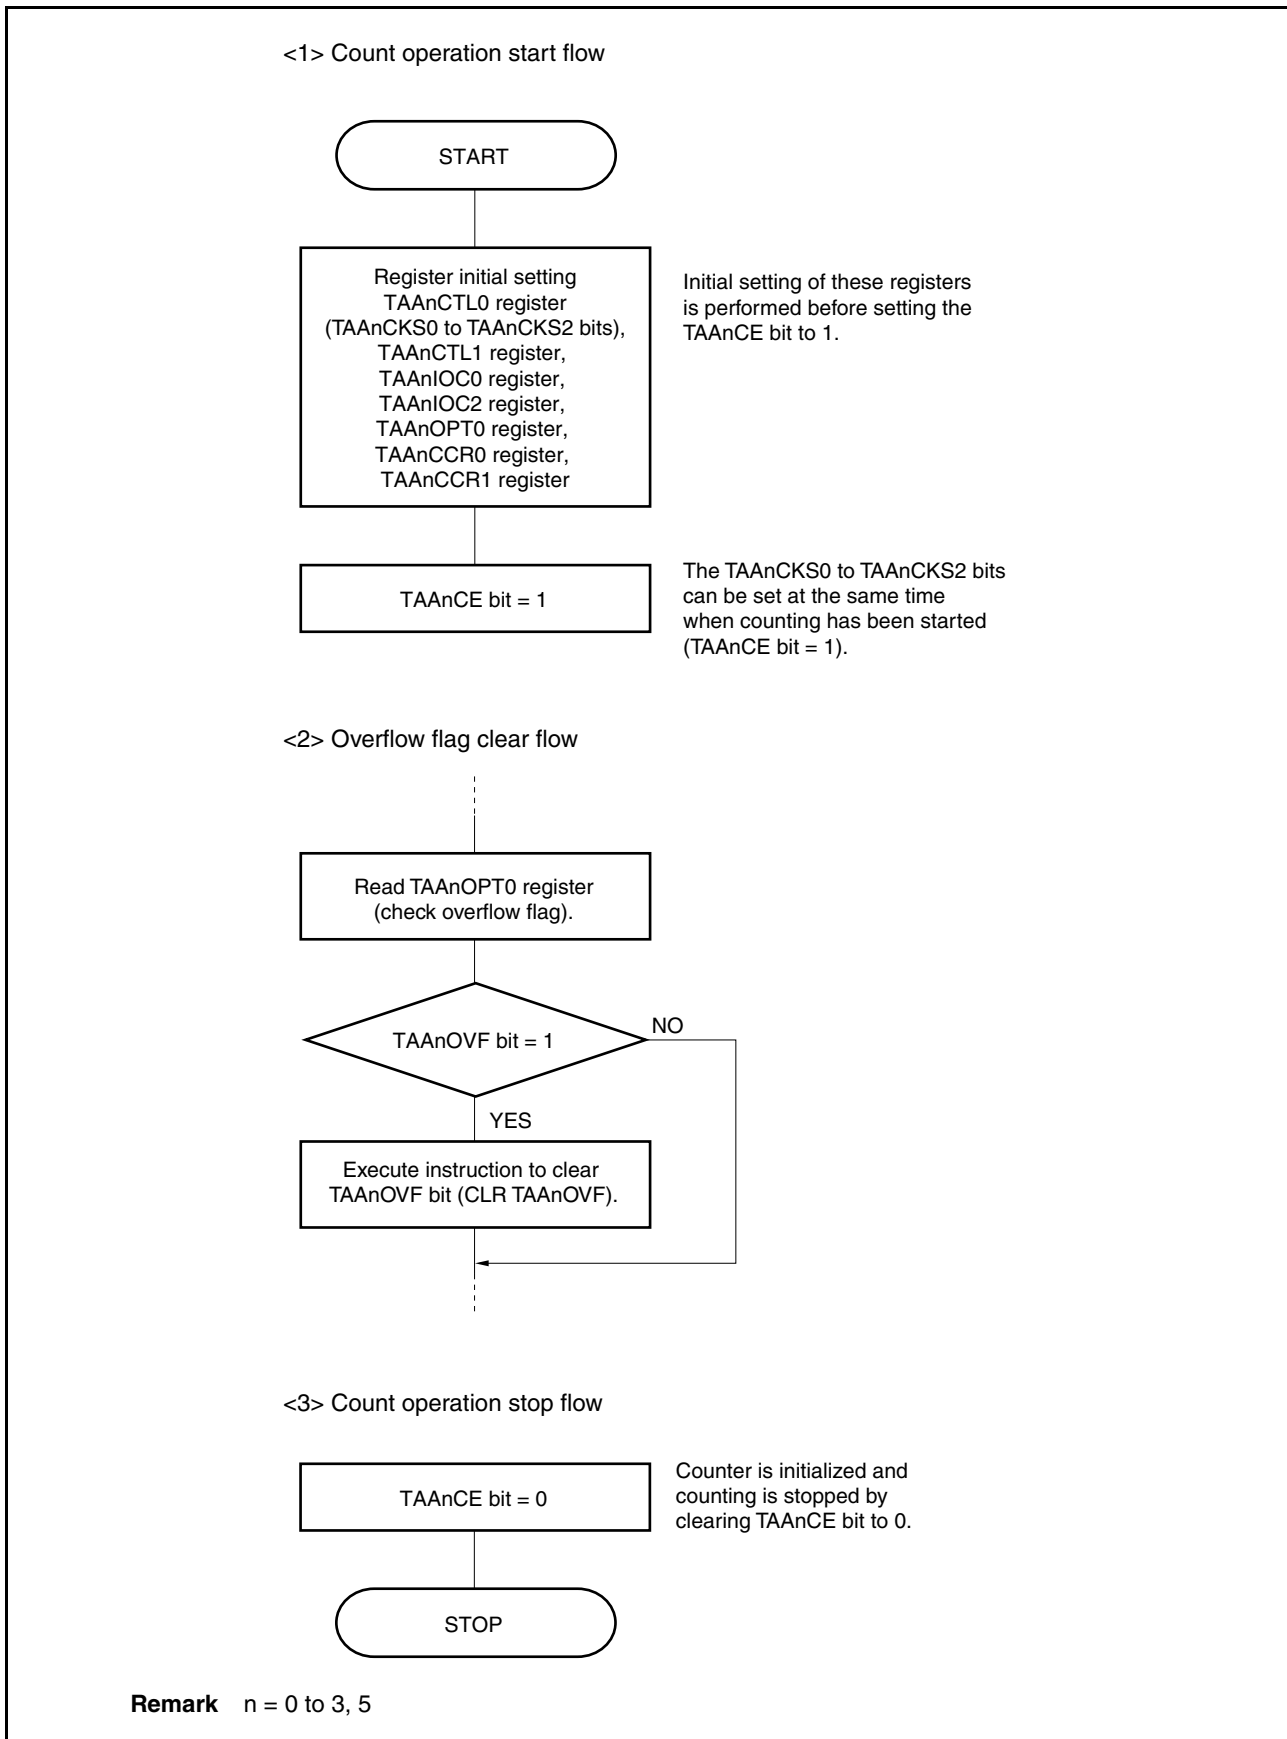 <1> Count operation start flow
START
Register initial setting
TAAnCTL0 register
(TAAnCKS0 to TAAnCKS2 bits),
TAAnCTL1 register,
TAAnIOC0 register,
TAAnIOC2 register,
TAAnOPT0 register,
TAAnCCR0 register,
TAAnCCR1 register
Initial setting of these registers
is performed before setting the
TAAnCE bit to 1.
TAAnCE bit = 1
The TAAnCKS0 to TAAnCKS2 bits
can be set at the same time
when counting has been started
(TAAnCE bit = 1).
<2> Overflow flag clear flow
Read TAAnOPT0 register
(check overflow flag).
TAAnOVF bit = 1
NO
YES
Execute instruction to clear
TAAnOVF bit (CLR TAAnOVF).
<3> Count operation stop flow
TAAnCE bit = 0
Counter is initialized and
counting is stopped by
clearing TAAnCE bit to 0.
STOP
Remark n = 0 to 3, 5